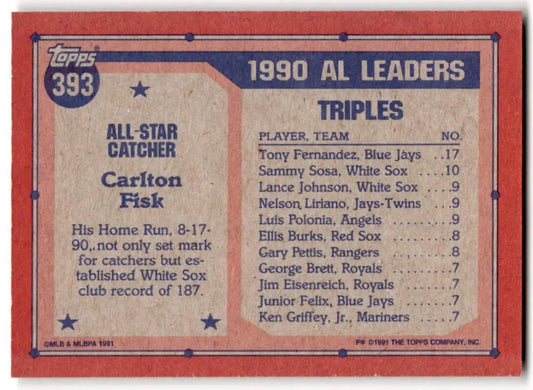 Topps
393
ALL-STAR
CATCHER
Carlton
Fisk
His Home Run, 8-17-
90, not only set mark
for catchers but es-
tablished White Sox
club record of 187.
©MLB & MLBPA 1991
1990 AL LEADERS
TRIPLES
PLAYER, TEAM NO.
Tony Fernandez, Blue Jays . . 17
Sammy Sosa, White Sox . . . . 10
Lance Johnson, White Sox . . . 9
Nelson Liriano, Jays-Twins . . . 9
Luis Polonia, Angels . . . . . . . . 9
Ellis Burks, Red Sox . . . . . . . . 8
Gary Pettis, Rangers . . . . . . . . 8
George Brett, Royals . . . . . . . . 7
Jim Eisenreich, Royals . . . . . . 7
Junior Felix, Blue Jays . . . . . . 7
Ken Griffey, Jr., Mariners . . . . 7
©1991 THE TOPPS COMPANY, INC.